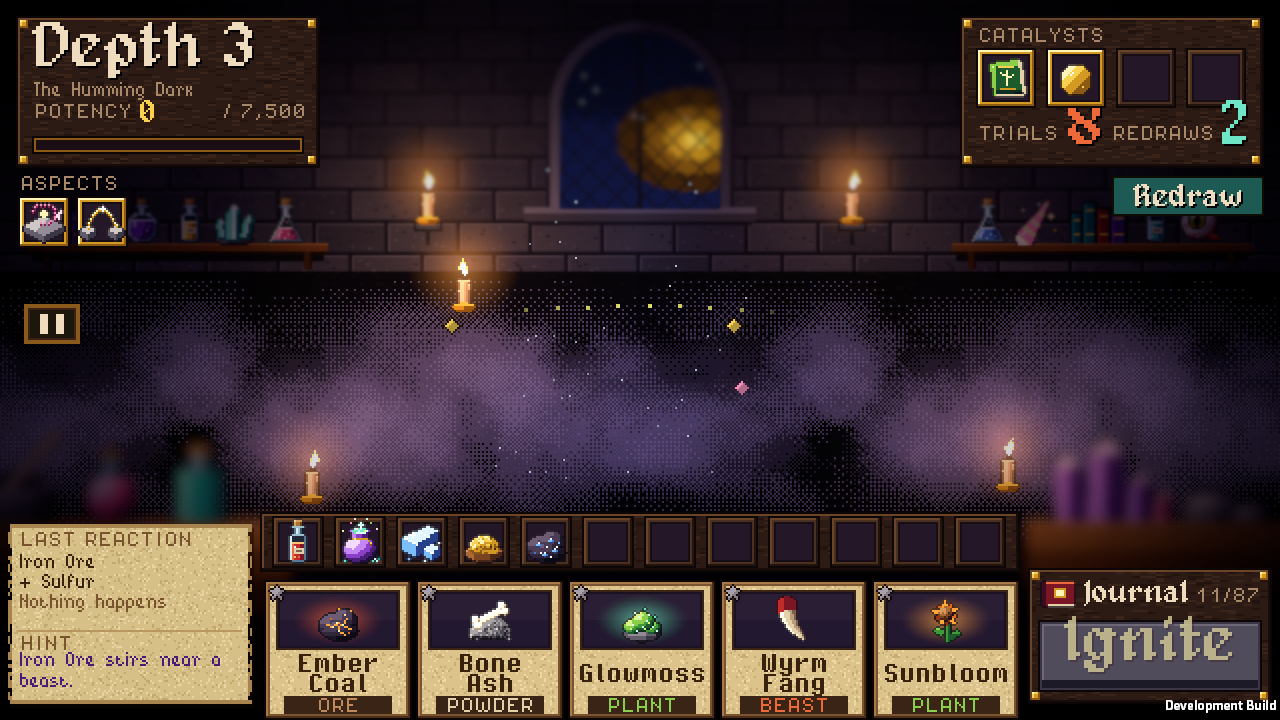 Depth 3
The Humming Dark
POTENCY 0 / 7,500
ASPECTS
CATALYSTS
TRIALS 8 REDRAWS 2
Redraw
LAST REACTION
Iron Ore
+ Sulfur
Nothing happens
HINT
Iron Ore stirs near a
beast.
Ember
Coal
ORE
Bone
Ash
POWDER
Glowmoss
PLANT
Wyrm
Fang
BEAST
Sunbloom
PLANT
Journal 11/87
Ignite
Development Build